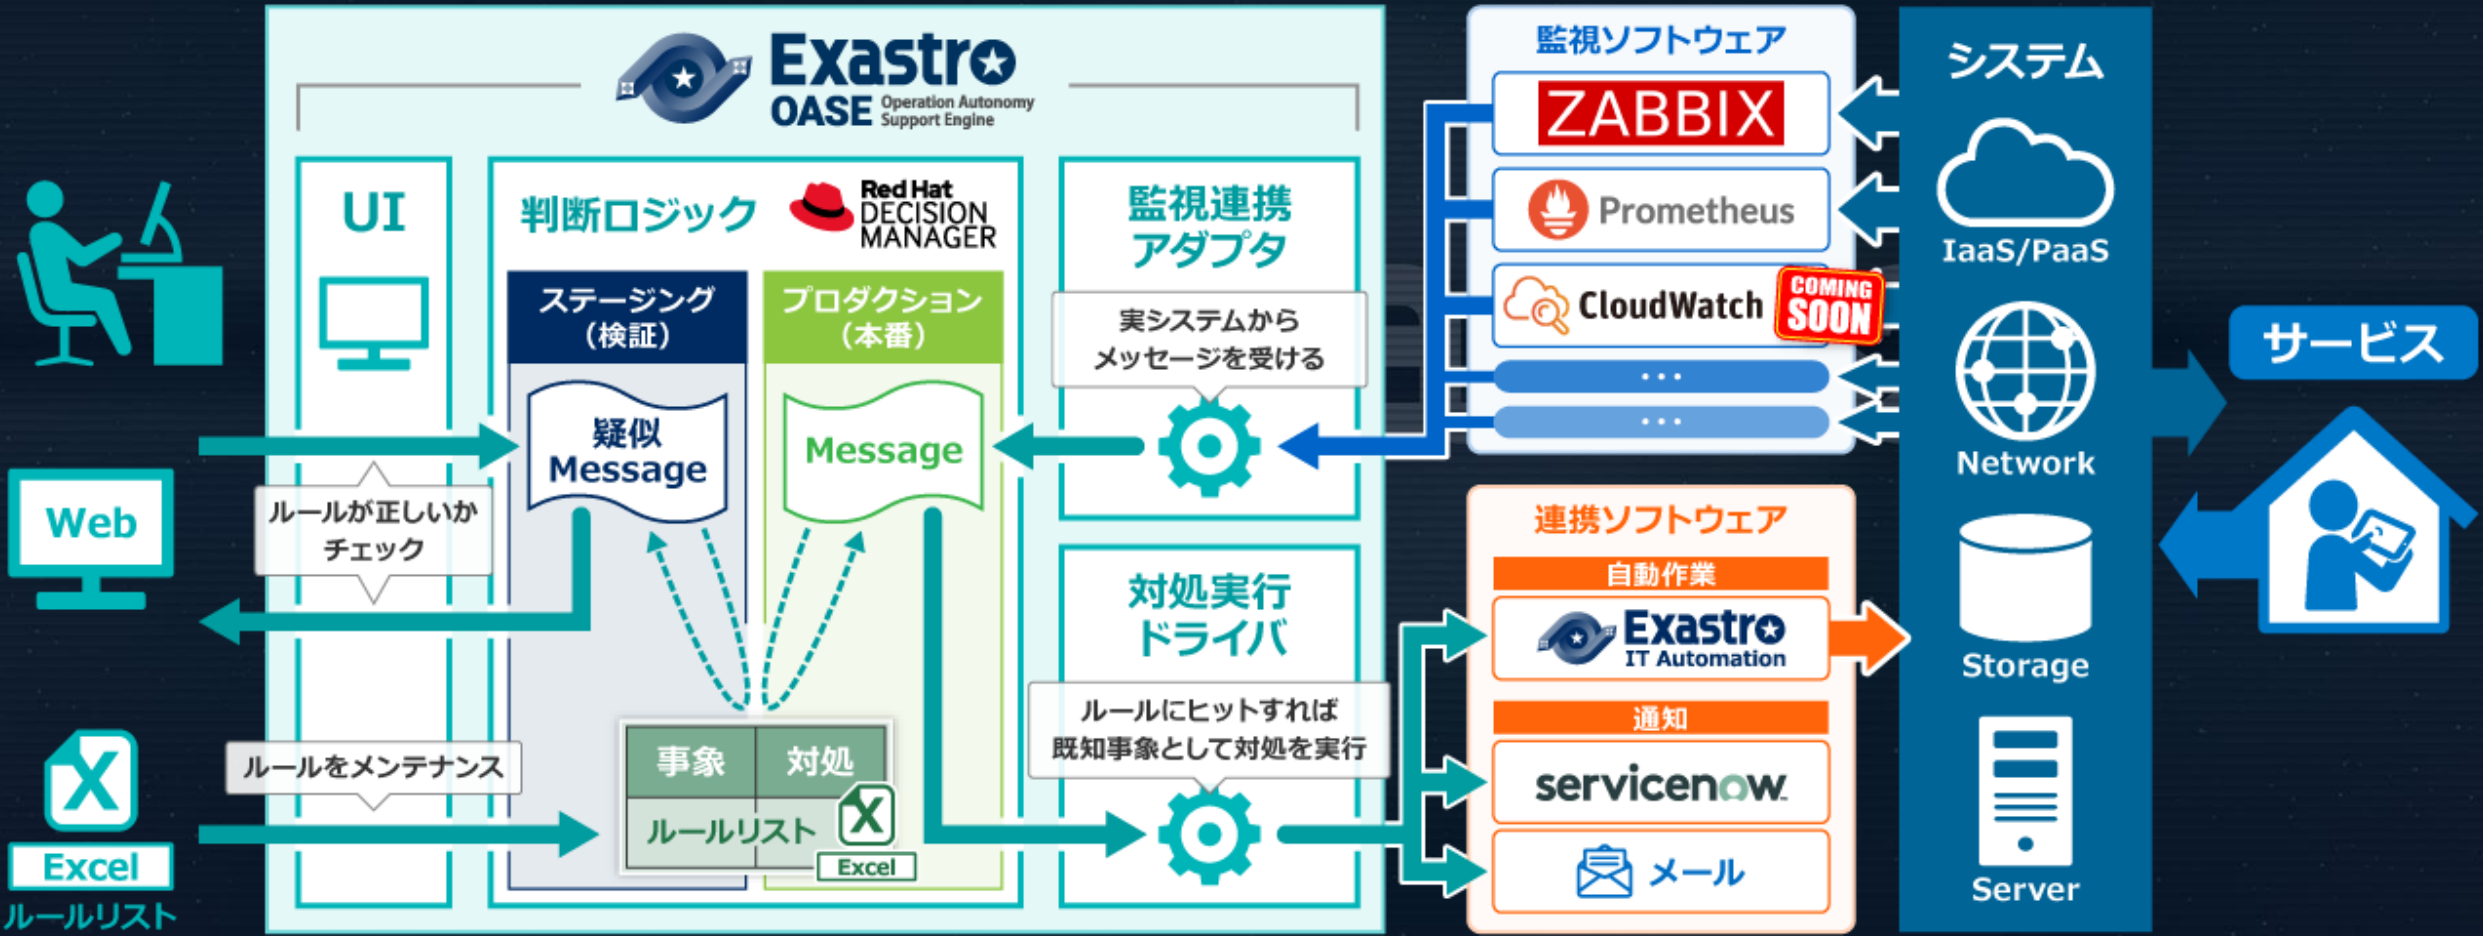 Exastro
OASE Operation Autonomy
Support Engine
UI
判断ロジック
Red Hat
DECISION
MANAGER
ステージング
（検証）
プロダクション
（本番）
疑似
Message
Message
事象 対処
ルールリスト
Excel
監視連携
アダプタ
実システムから
メッセージを受ける
対処実行
ドライバ
ルールにヒットすれば
既知事象として対処を実行
Web
ルールが正しいか
チェック
ルールをメンテナンス
Excel
ルールリスト
監視ソフトウェア
ZABBIX
Prometheus
CloudWatch
COMING
SOON
...
...
連携ソフトウェア
自動作業
Exastro
IT Automation
通知
servicenow
メール
システム
IaaS/PaaS
Network
Storage
Server
サービス